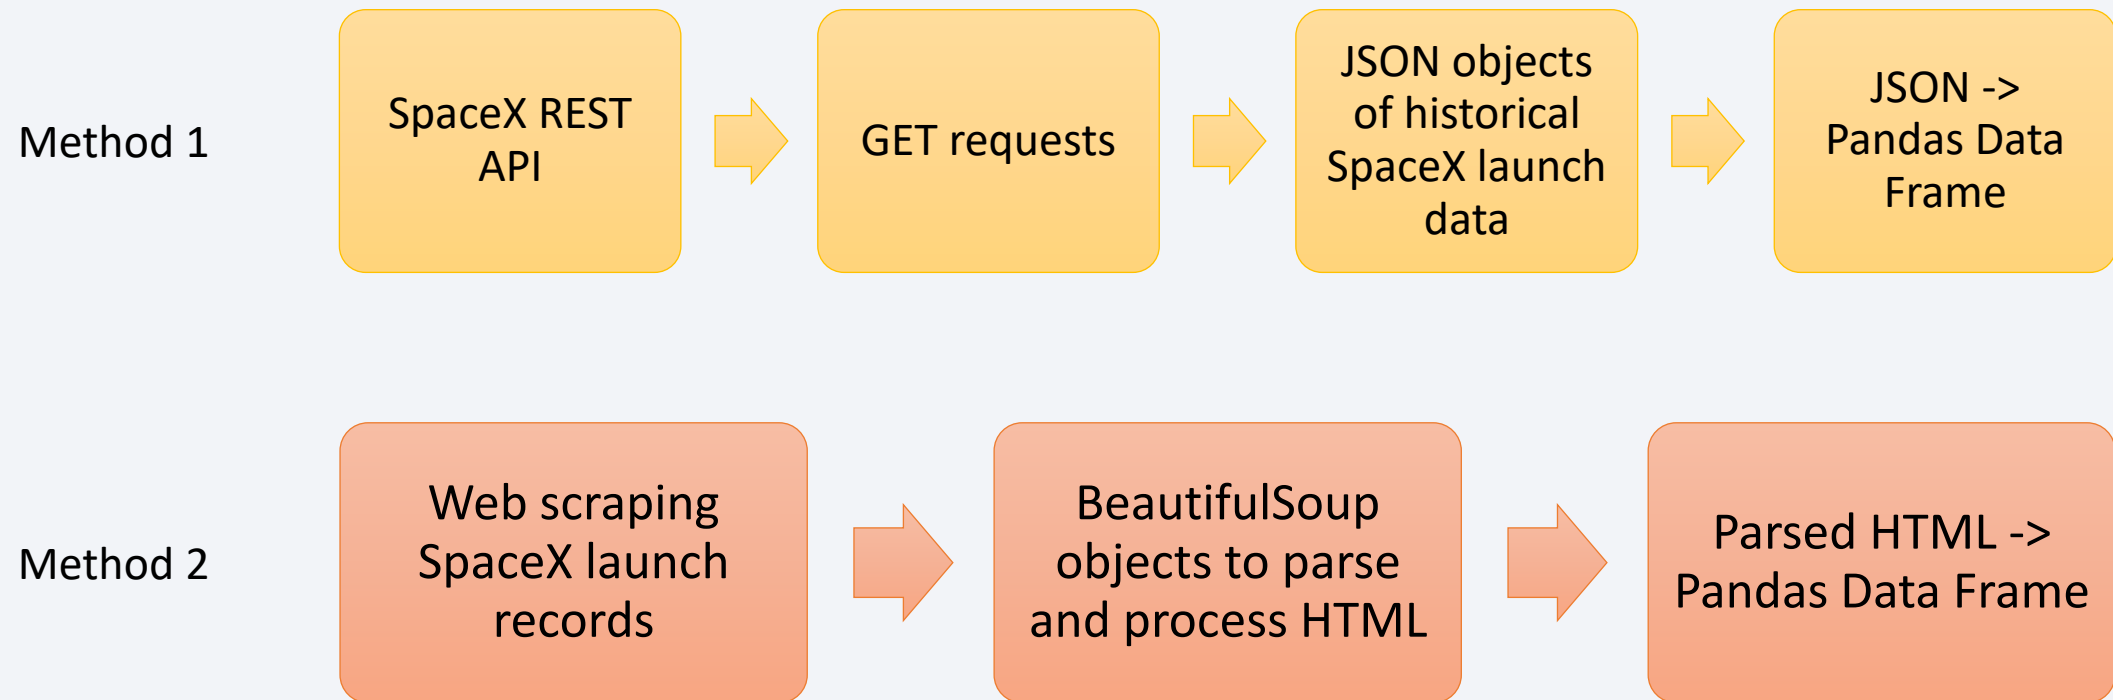 Method 1
SpaceX REST
API
GET requests
JSON objects
of historical
SpaceX launch
data
JSON ->
Pandas Data
Frame
Method 2
Web scraping
SpaceX launch
records
BeautifulSoup
objects to parse
and process HTML
Parsed HTML ->
Pandas Data Frame